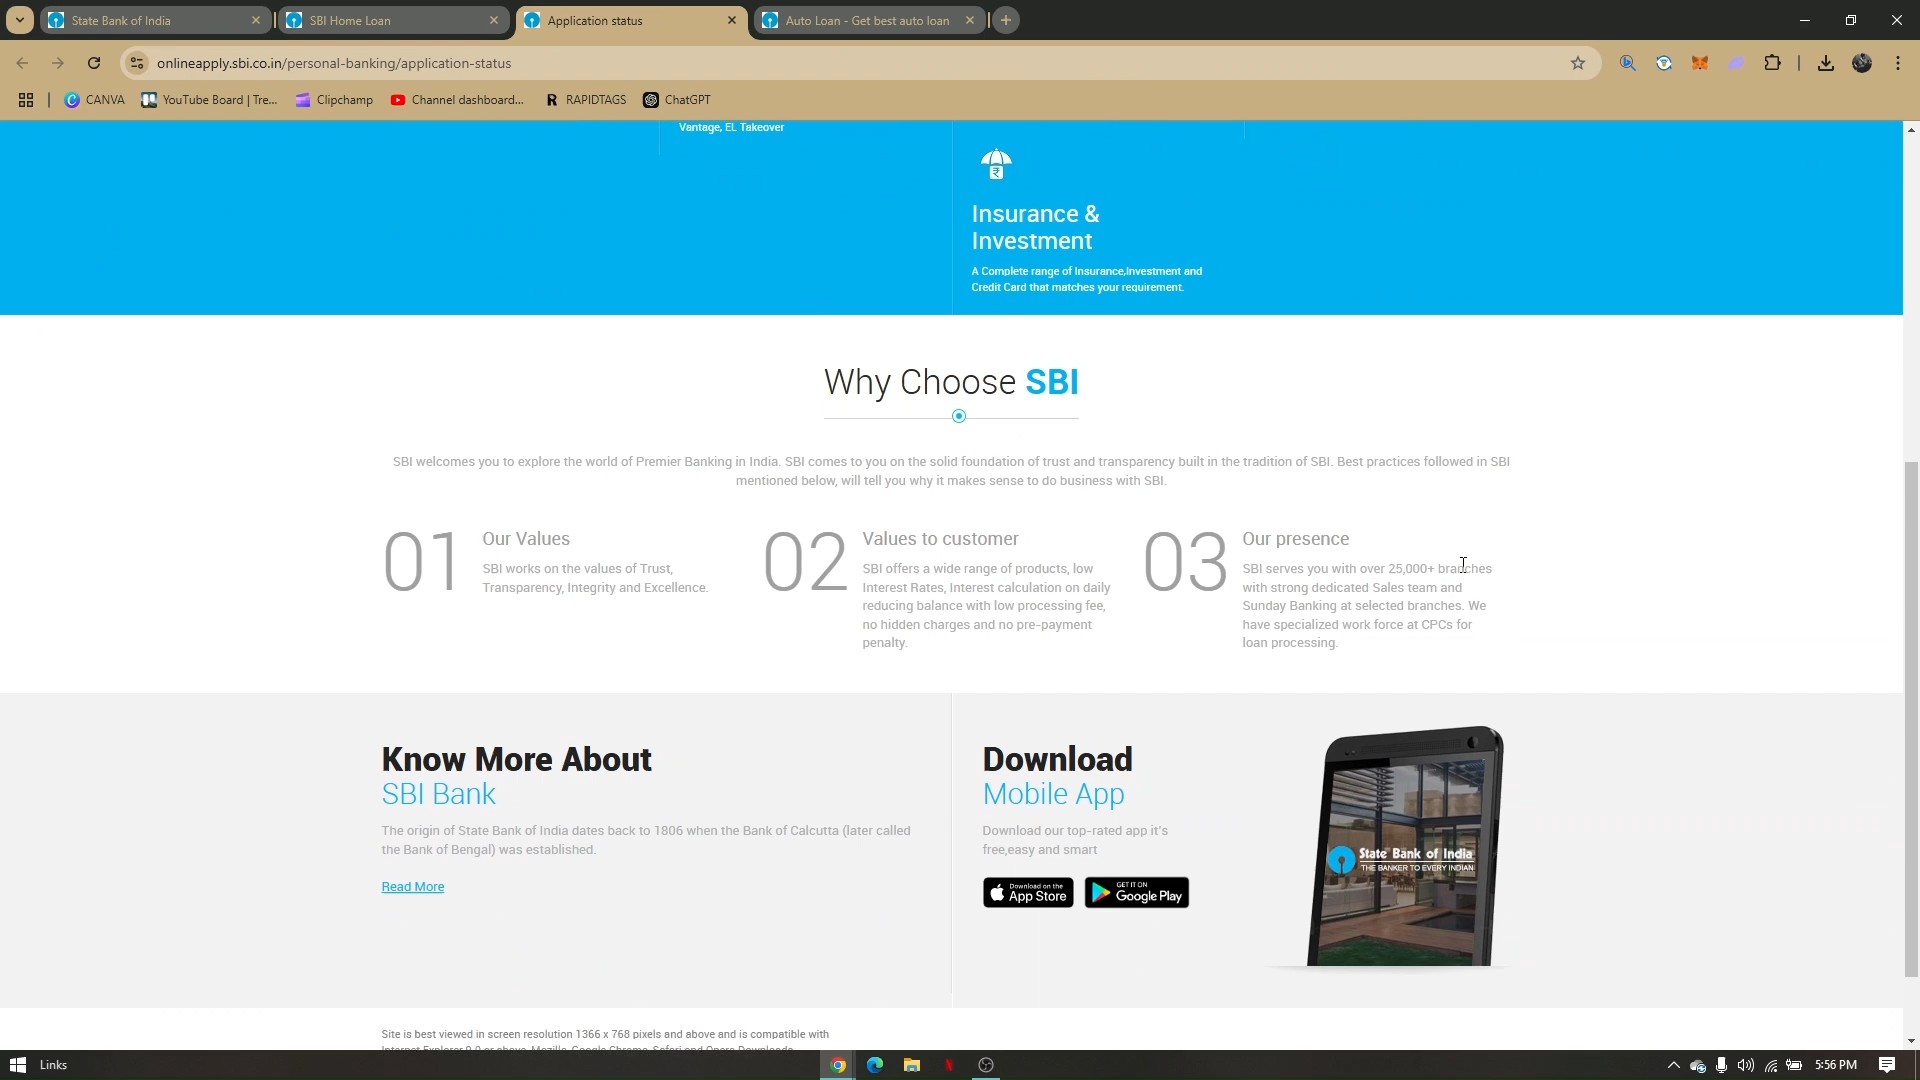 State Bank of India
SBI Home Loan
Application status
Auto Loan - Get best auto loan
onlineapply.sbi.co.in/personal-banking/application-status
CANVA
YouTube Board | Tre...
Clipchamp
Channel dashboard...
RAPIDTAGS
ChatGPT
Vantage, EL Takeover
Insurance &
Investment
A Complete range of Insurance,Investment and
Credit Card that matches your requirement.
Why Choose SBI
SBI welcomes you to explore the world of Premier Banking in India. SBI comes to you on the solid foundation of trust and transparency built in the tradition of SBI. Best practices followed in SBI
mentioned below, will tell you why it makes sense to do business with SBI.
01
Our Values
SBI works on the values of Trust,
Transparency, Integrity and Excellence.
02
Values to customer
SBI offers a wide range of products, low
Interest Rates, Interest calculation on daily
reducing balance with low processing fee,
no hidden charges and no pre-payment
penalty.
03
Our presence
SBI serves you with over 25,000+ branches
with strong dedicated Sales team and
Sunday Banking at selected branches. We
have specialized work force at CPCs for
loan processing.
Know More About
SBI Bank
The origin of State Bank of India dates back to 1806 when the Bank of Calcutta (later called
the Bank of Bengal) was established.
Read More
Download
Mobile App
Download our top-rated app it's
free,easy and smart
Download on the
App Store
GET IT ON
Google Play
State Bank of India
THE BANKER TO EVERY INDIAN
Site is best viewed in screen resolution 1366 x 768 pixels and above and is compatible with
Internet Explorer 9.0 or above, Mozilla, Google Chrome, Safari and Opera Downloads
Links
5:56 PM